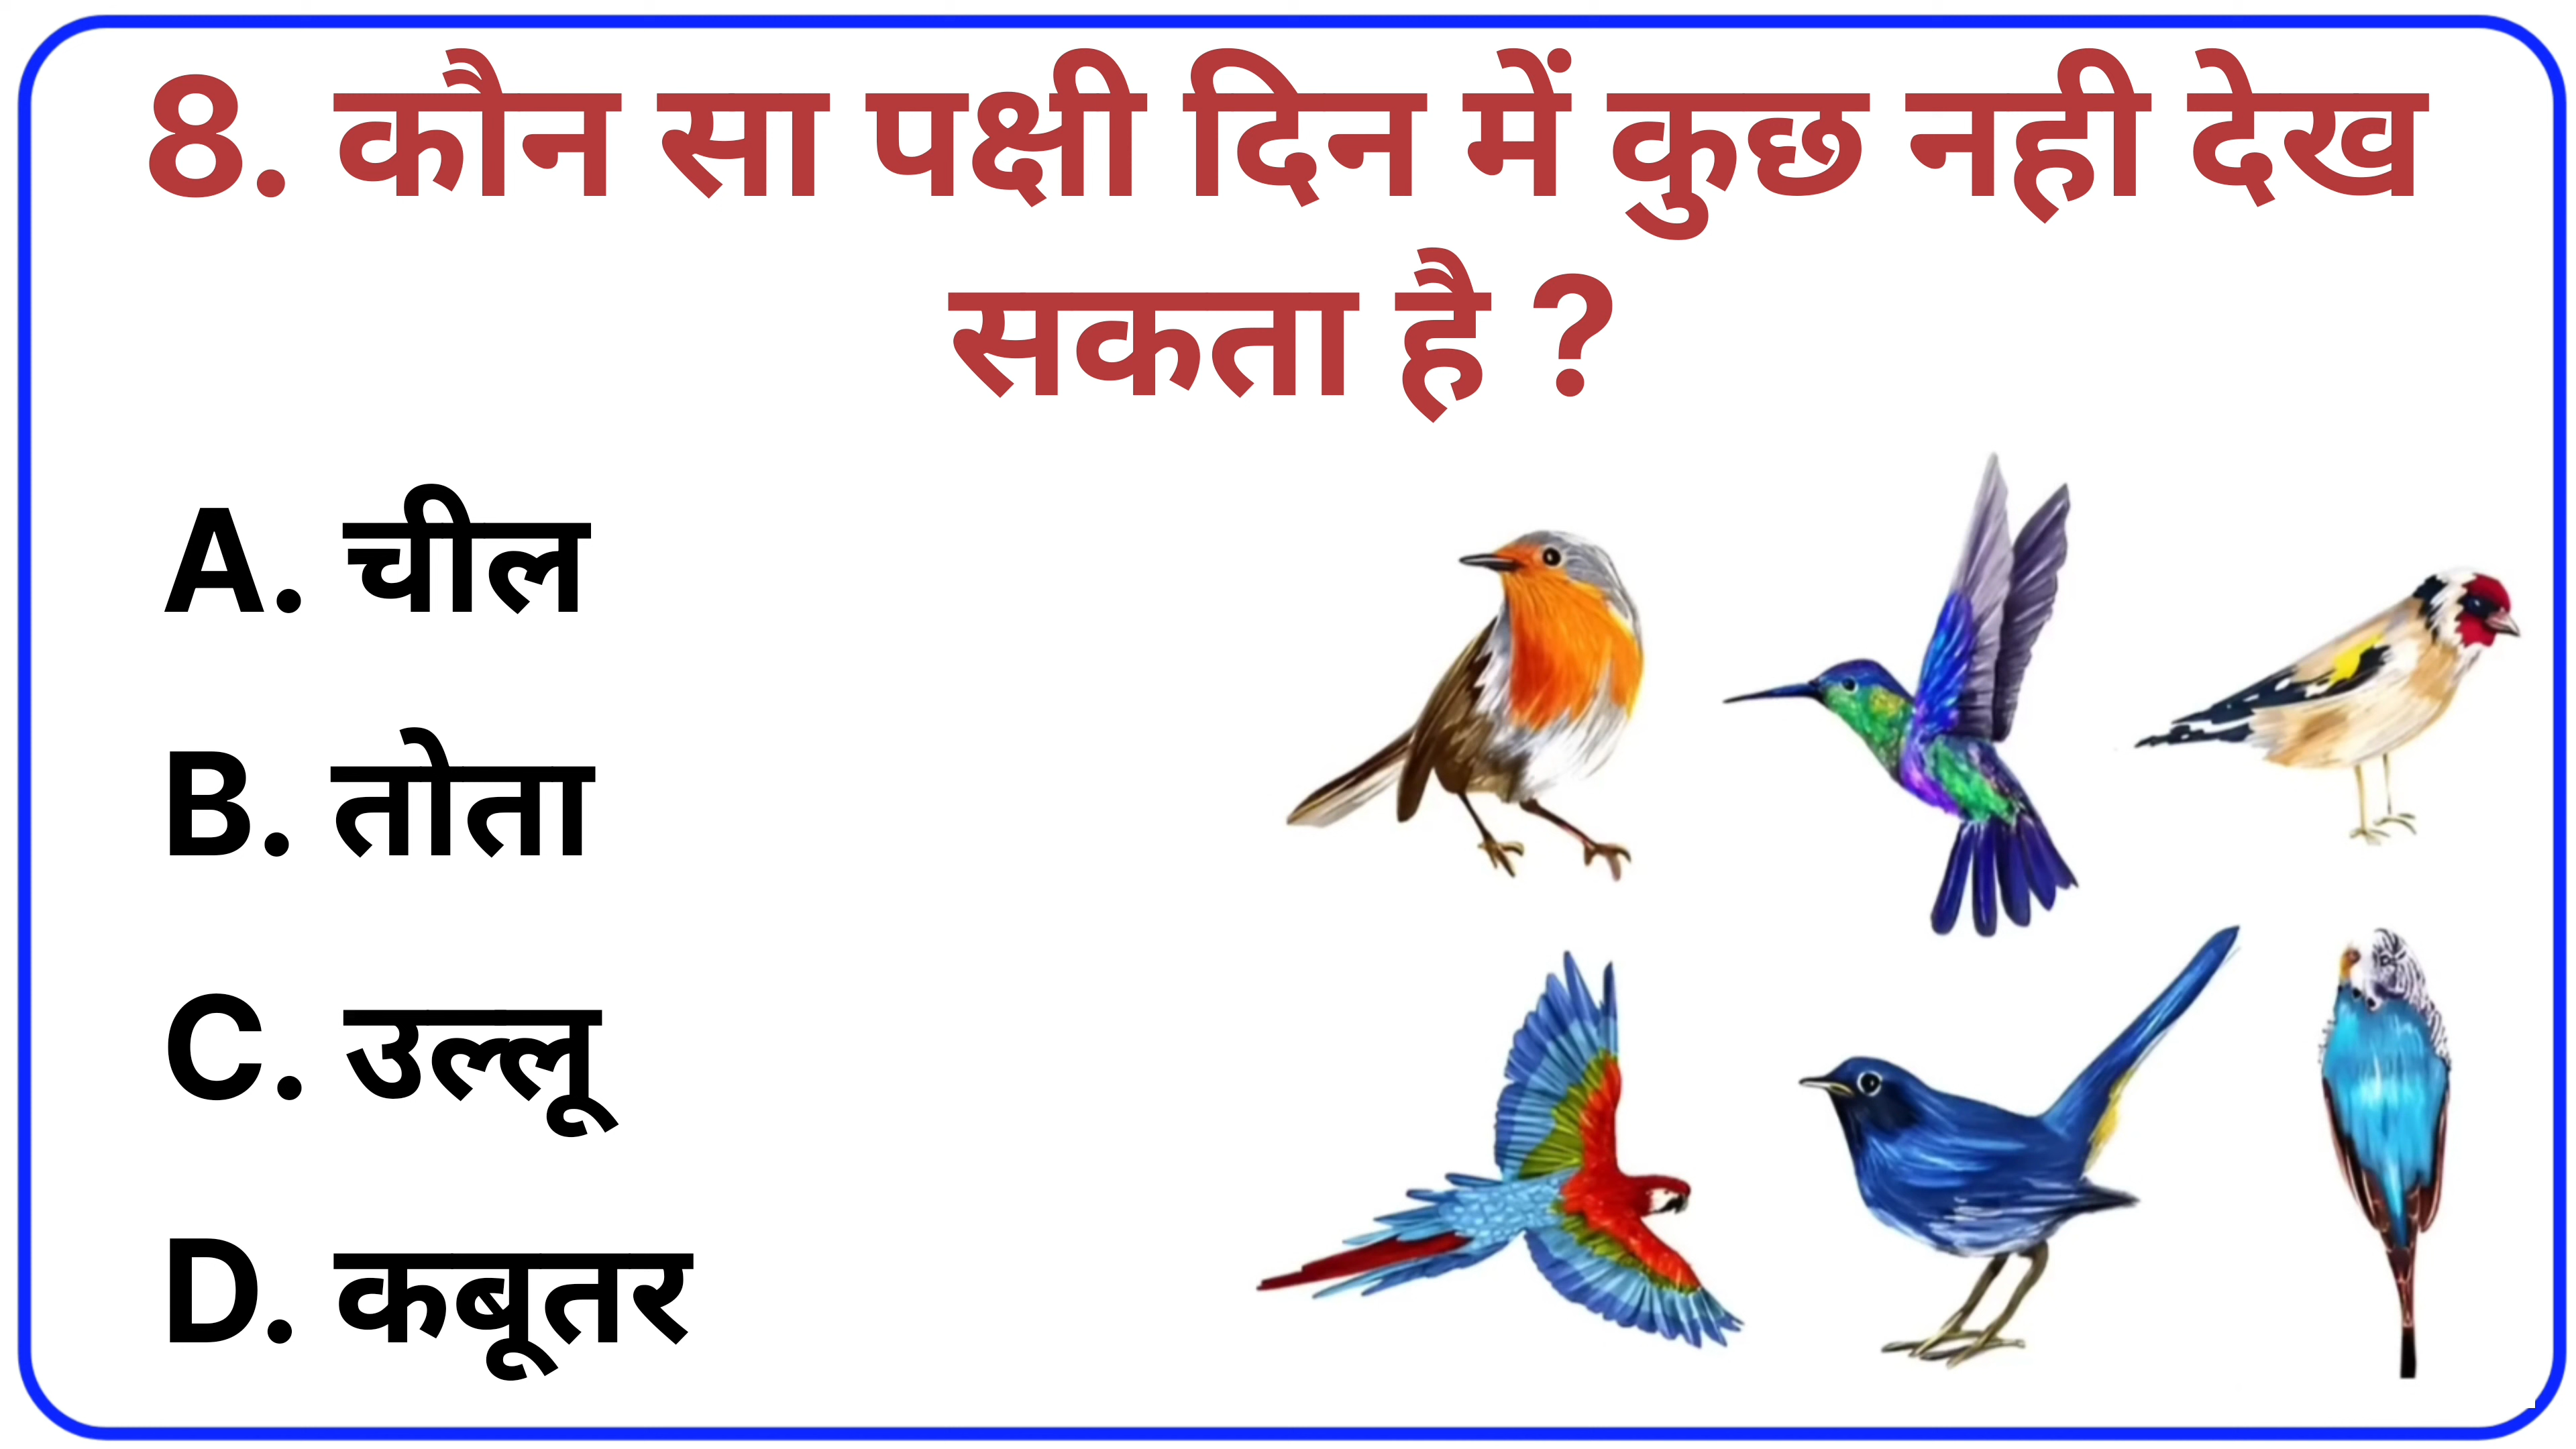 8. कौन सा पक्षी दिन में कुछ नही देख
सकता है ?
A. चील
B. तोता
C. उल्लू
D. कबूतर